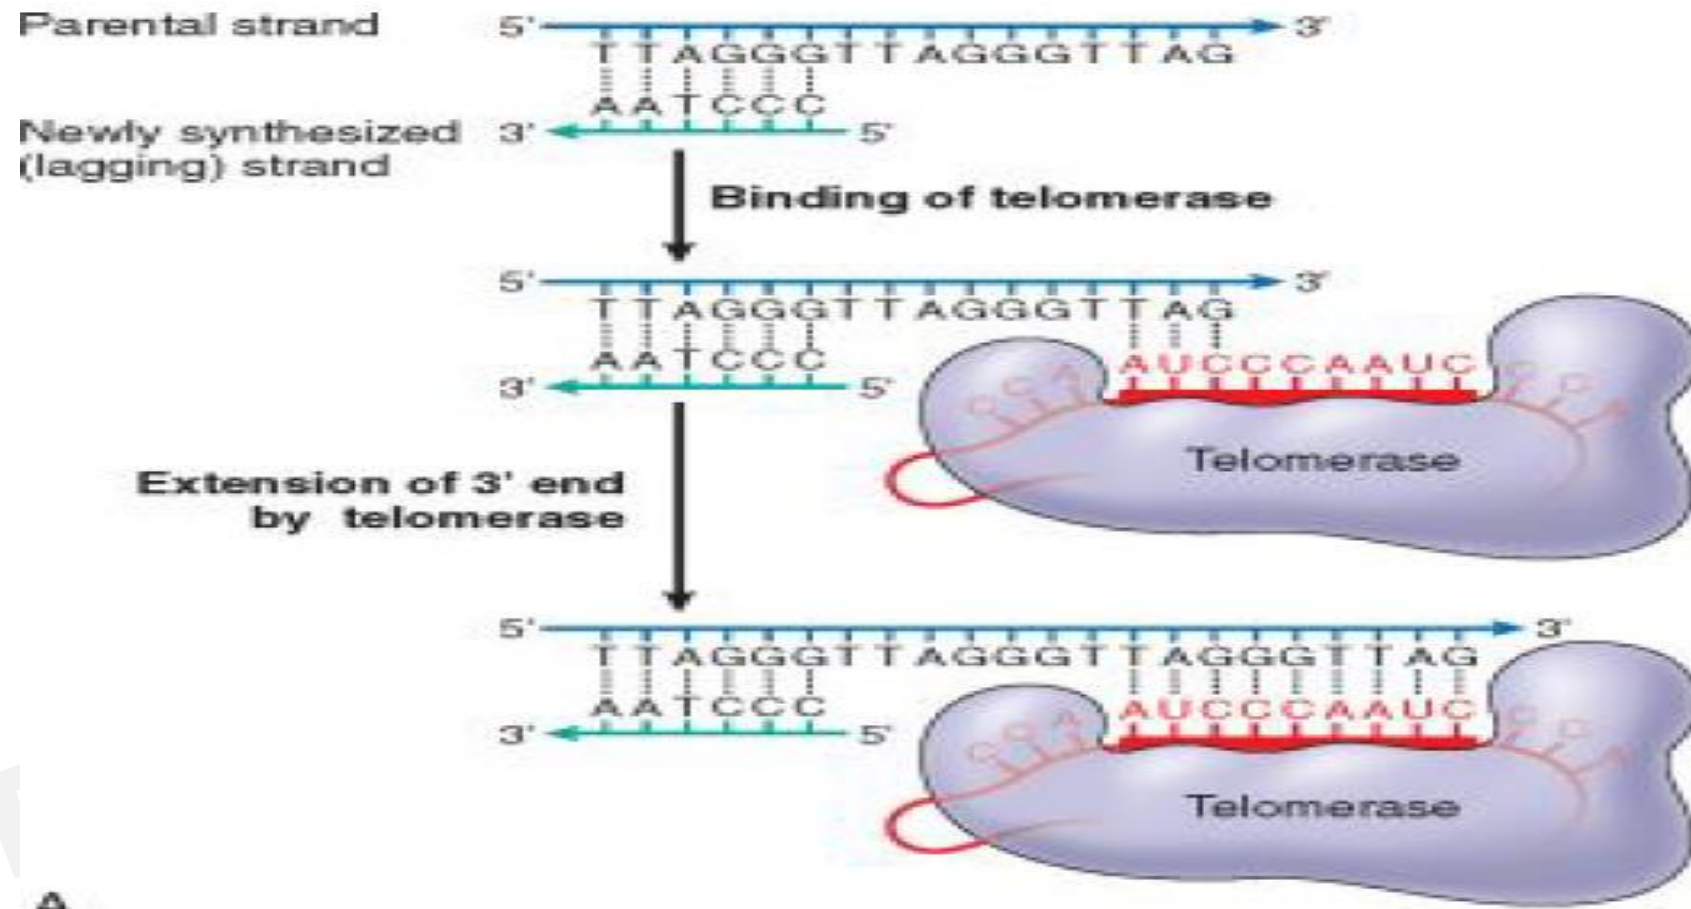 Parental strand
5' 3'
TTAGGGTTAGGGTTAG
AATCCC
Newly synthesized
(lagging) strand
3' 5'
Binding of telomerase
5' 3'
TTAGGGTTAGGGTTAG
AATCCC
AUCCCAAUC
3' 5'
Telomerase
Extension of 3' end
by telomerase
5' 3'
TTAGGGTTAGGGTTAGGGTTAG
AATCCC
AUCCCAAUC
3' 5'
Telomerase
A